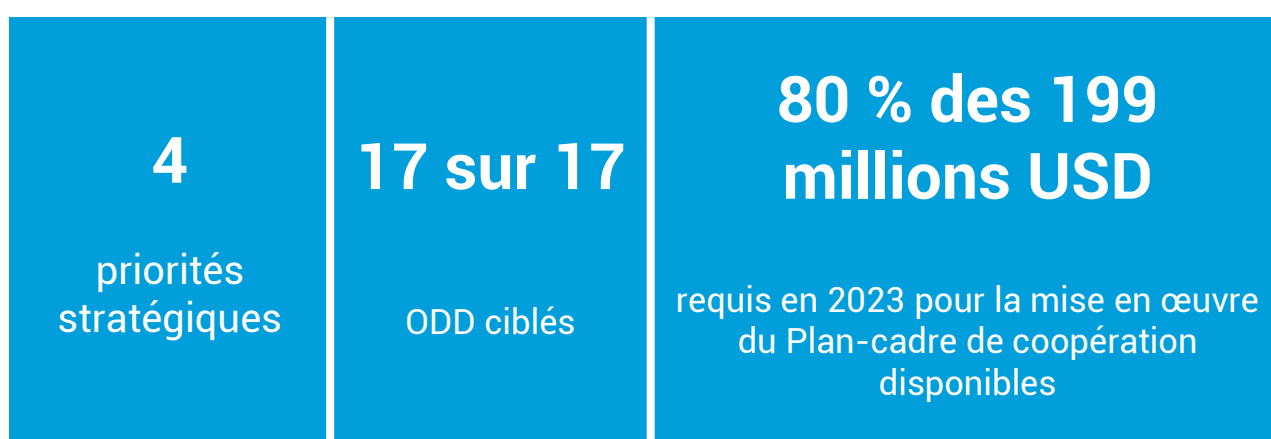 4
priorités
stratégiques
17 sur 17
ODD ciblés
80 % des 199
millions USD
requis en 2023 pour la mise en œuvre
du Plan-cadre de coopération
disponibles